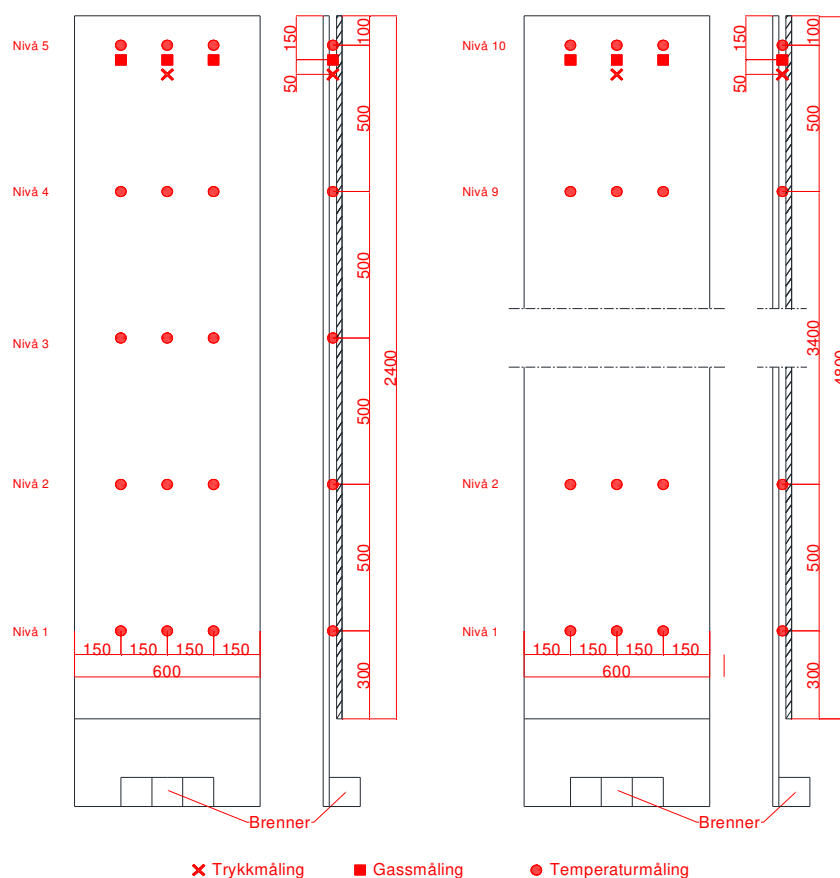 Nivå 5
Nivå 4
Nivå 3
Nivå 2
Nivå 1
150 150 150 150
600
150
50
100
500
500
500
500
300
2400
Brenner
Nivå 10
Nivå 9
Nivå 2
Nivå 1
150 150 150 150
600
150
50
100
500
3400
500
300
4800
Brenner
Trykkmåling Gassmåling Temperaturmåling